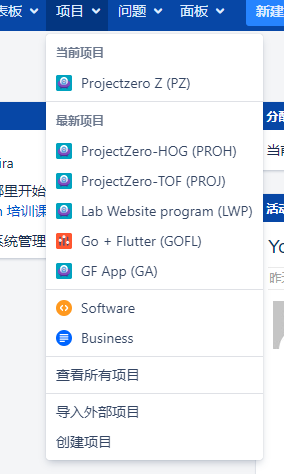 表板 项目 问题 面板 新建
当前项目
Projectzero Z (PZ)
最新项目
ProjectZero-HOG (PROH)
ProjectZero-TOF (PROJ)
Lab Website program (LWP)
Go + Flutter (GOFL)
GF App (GA)
Software
Business
查看所有项目
导入外部项目
创建项目
ira
里开始
培训课
系统管理
分配
当前
活动
Yo
昨天